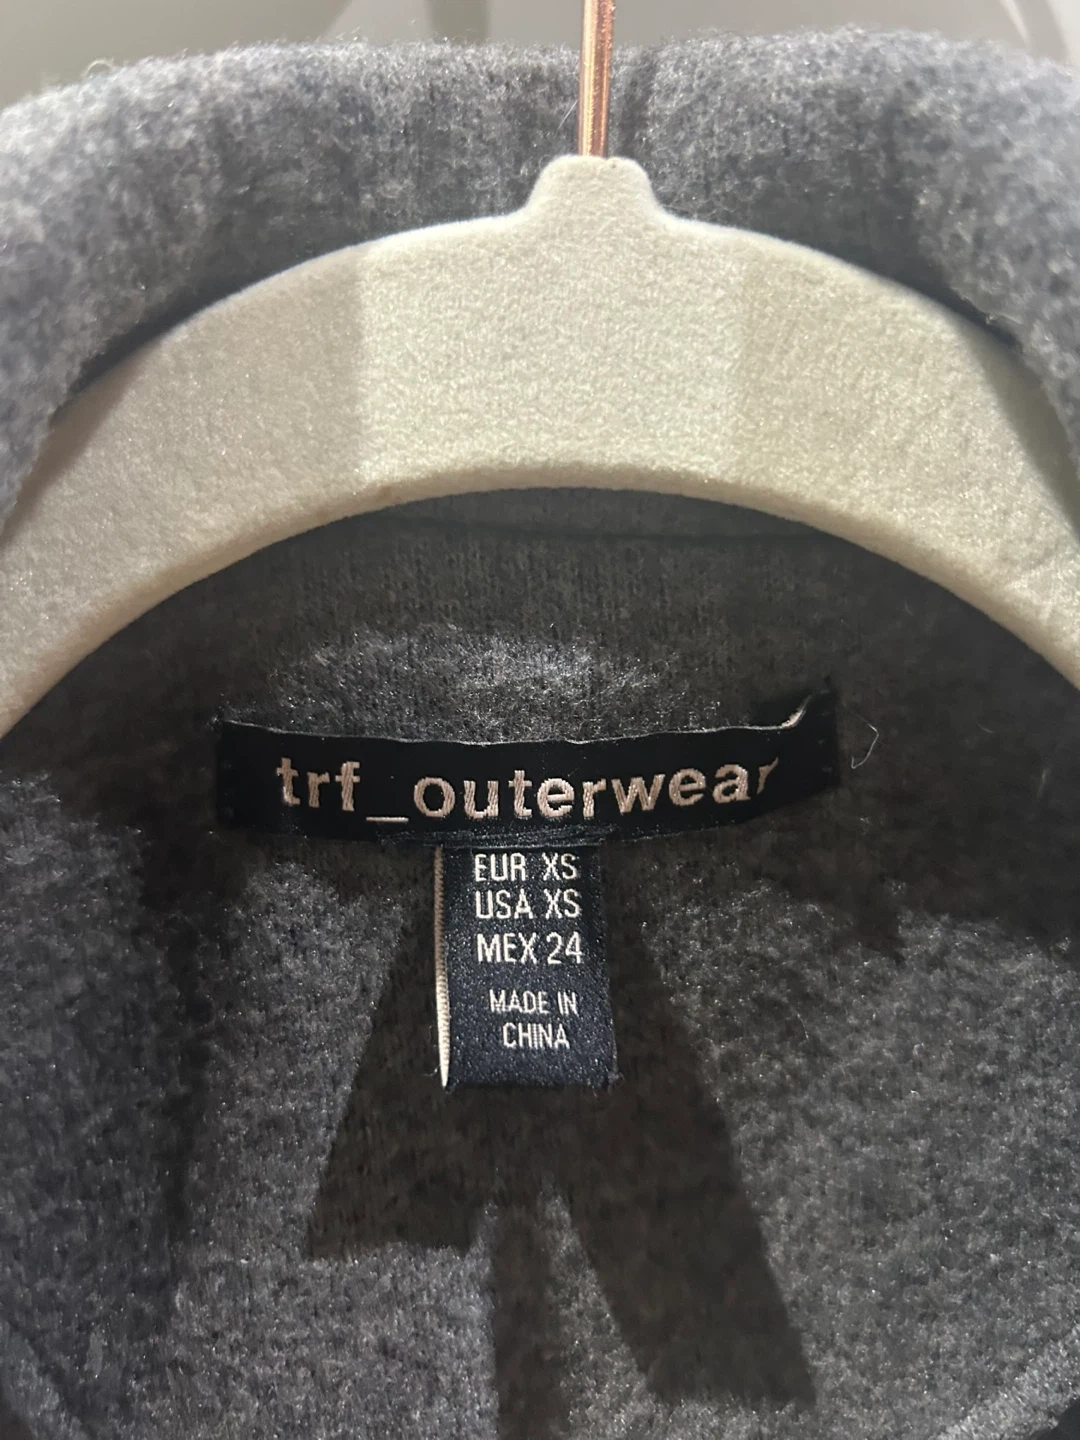 trf_outerwear
EUR XS
USA XS
MEX 24
MADE IN
CHINA